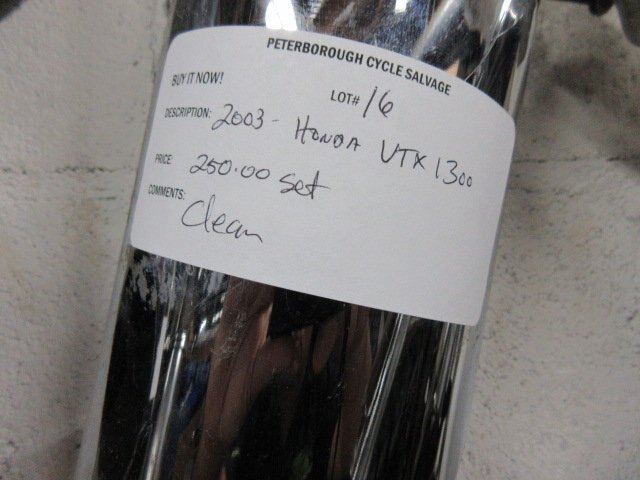 PETERBOROUGH CYCLE SALVAGE
BUY IT NOW! LOT# 16
DESCRIPTION: 2003 - HONDA VTX 1300
PRICE: 250.00 set
COMMENTS: Clean